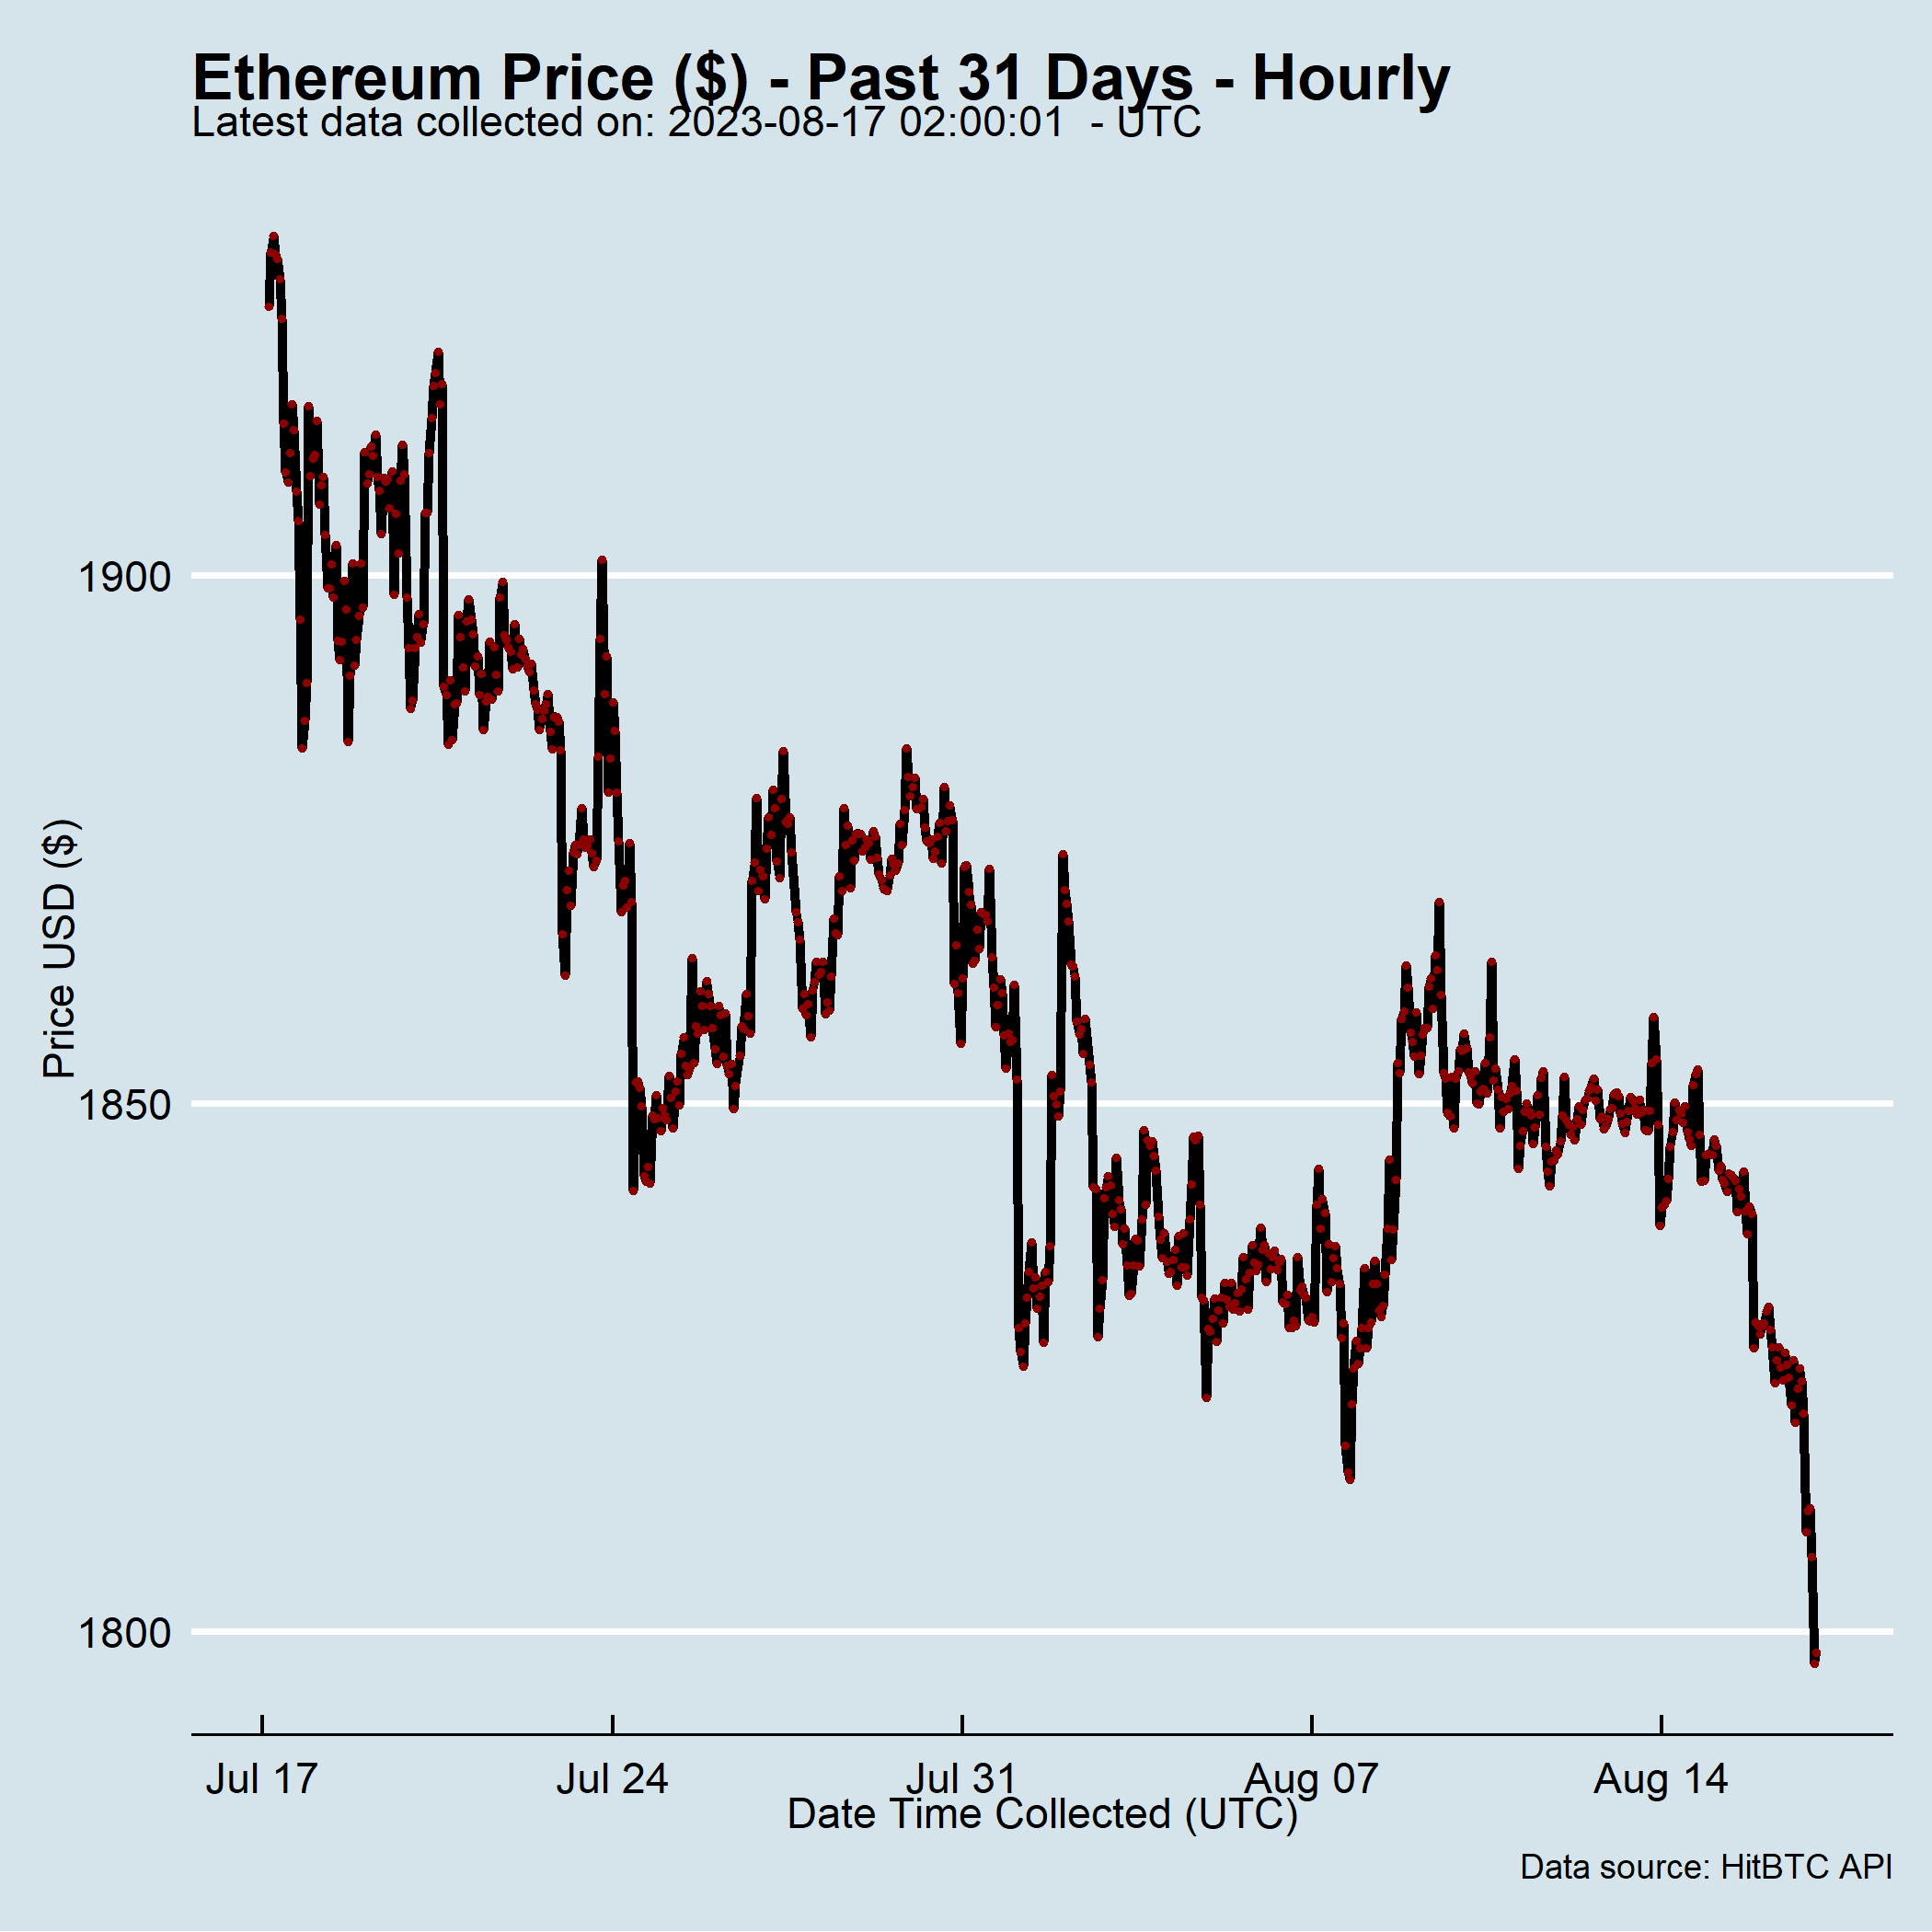 Ethereum Price ($) - Past 31 Days - Hourly
Latest data collected on: 2023-08-17 02:00:01  - UTC
Price USD ($)
1900
1850
1800
Jul 17 Jul 24 Jul 31 Aug 07 Aug 14
Date Time Collected (UTC)
Data source: HitBTC API